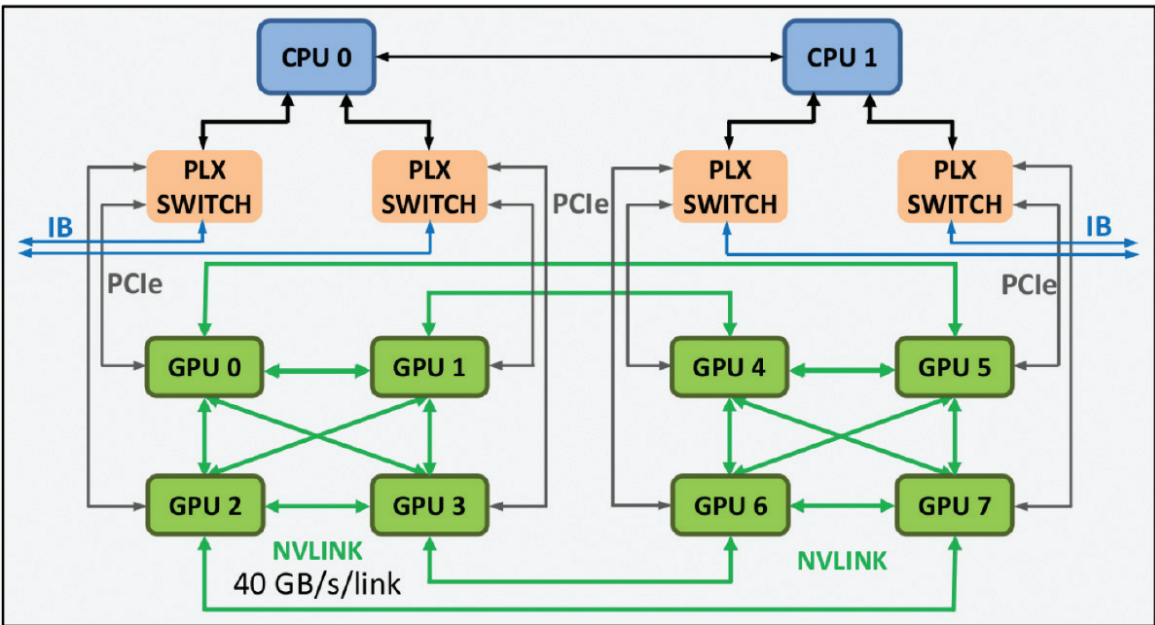 CPU 0
CPU 1
PLX
SWITCH
PLX
SWITCH
PLX
SWITCH
PLX
SWITCH
PCIe
IB
IB
PCIe
PCIe
GPU 0
GPU 1
GPU 4
GPU 5
GPU 2
GPU 3
GPU 6
GPU 7
NVLINK
40 GB/s/link
NVLINK